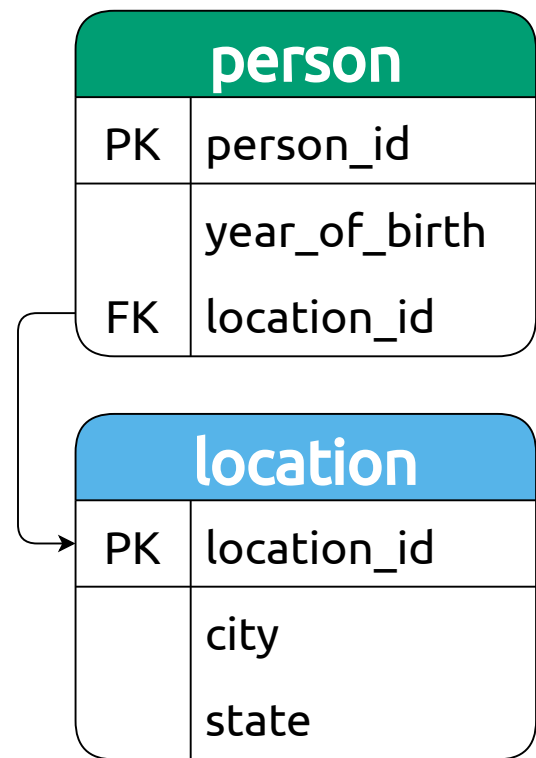 person
PK person_id
year_of_birth
FK location_id
location
PK location_id
city
state